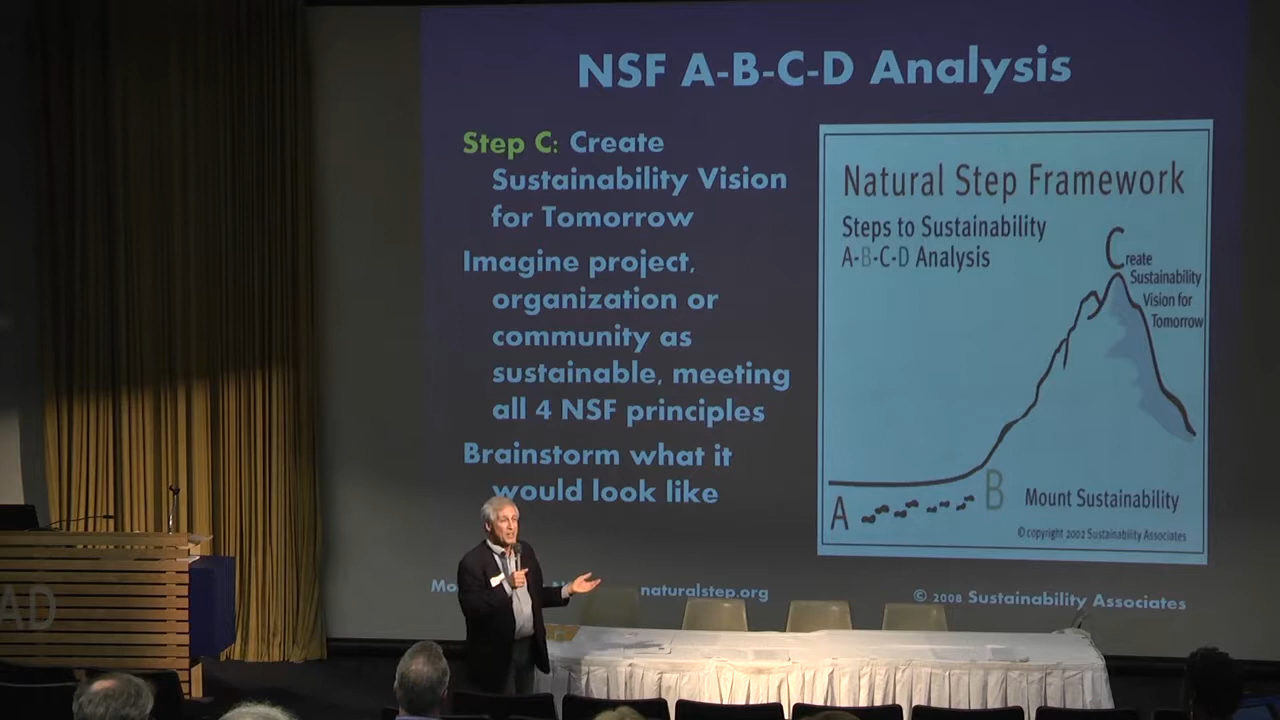 NSF A-B-C-D Analysis
Step C: Create
Sustainability Vision
for Tomorrow
Imagine project,
organization or
community as
sustainable, meeting
all 4 NSF principles
Brainstorm what it
would look like
Natural Step Framework
Steps to Sustainability
A-B-C-D Analysis
Create
Sustainability
Vision for
Tomorrow
A
B
Mount Sustainability
© copyright 2002 Sustainability Associates
naturalstep.org
© 2008 Sustainability Associates
AD